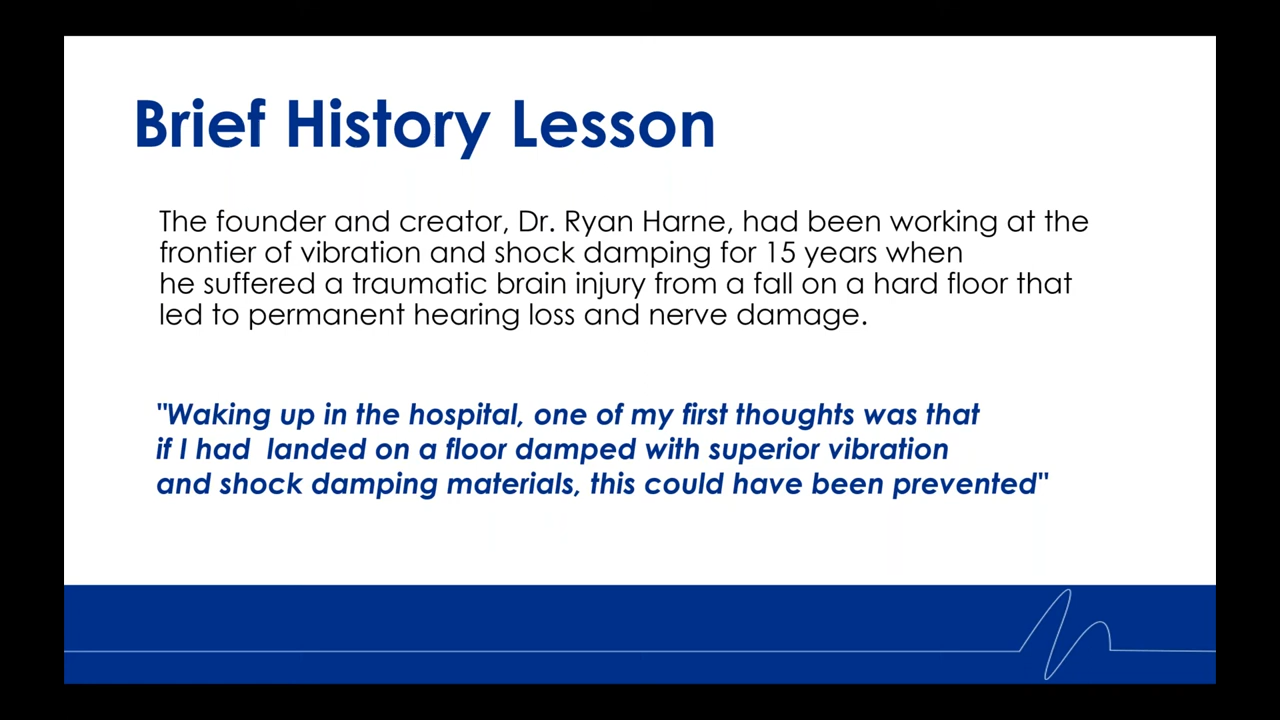 Brief History Lesson
The founder and creator, Dr. Ryan Harne, had been working at the
frontier of vibration and shock damping for 15 years when
he suffered a traumatic brain injury from a fall on a hard floor that
led to permanent hearing loss and nerve damage.
"Waking up in the hospital, one of my first thoughts was that
if I had  landed on a floor damped with superior vibration
and shock damping materials, this could have been prevented"